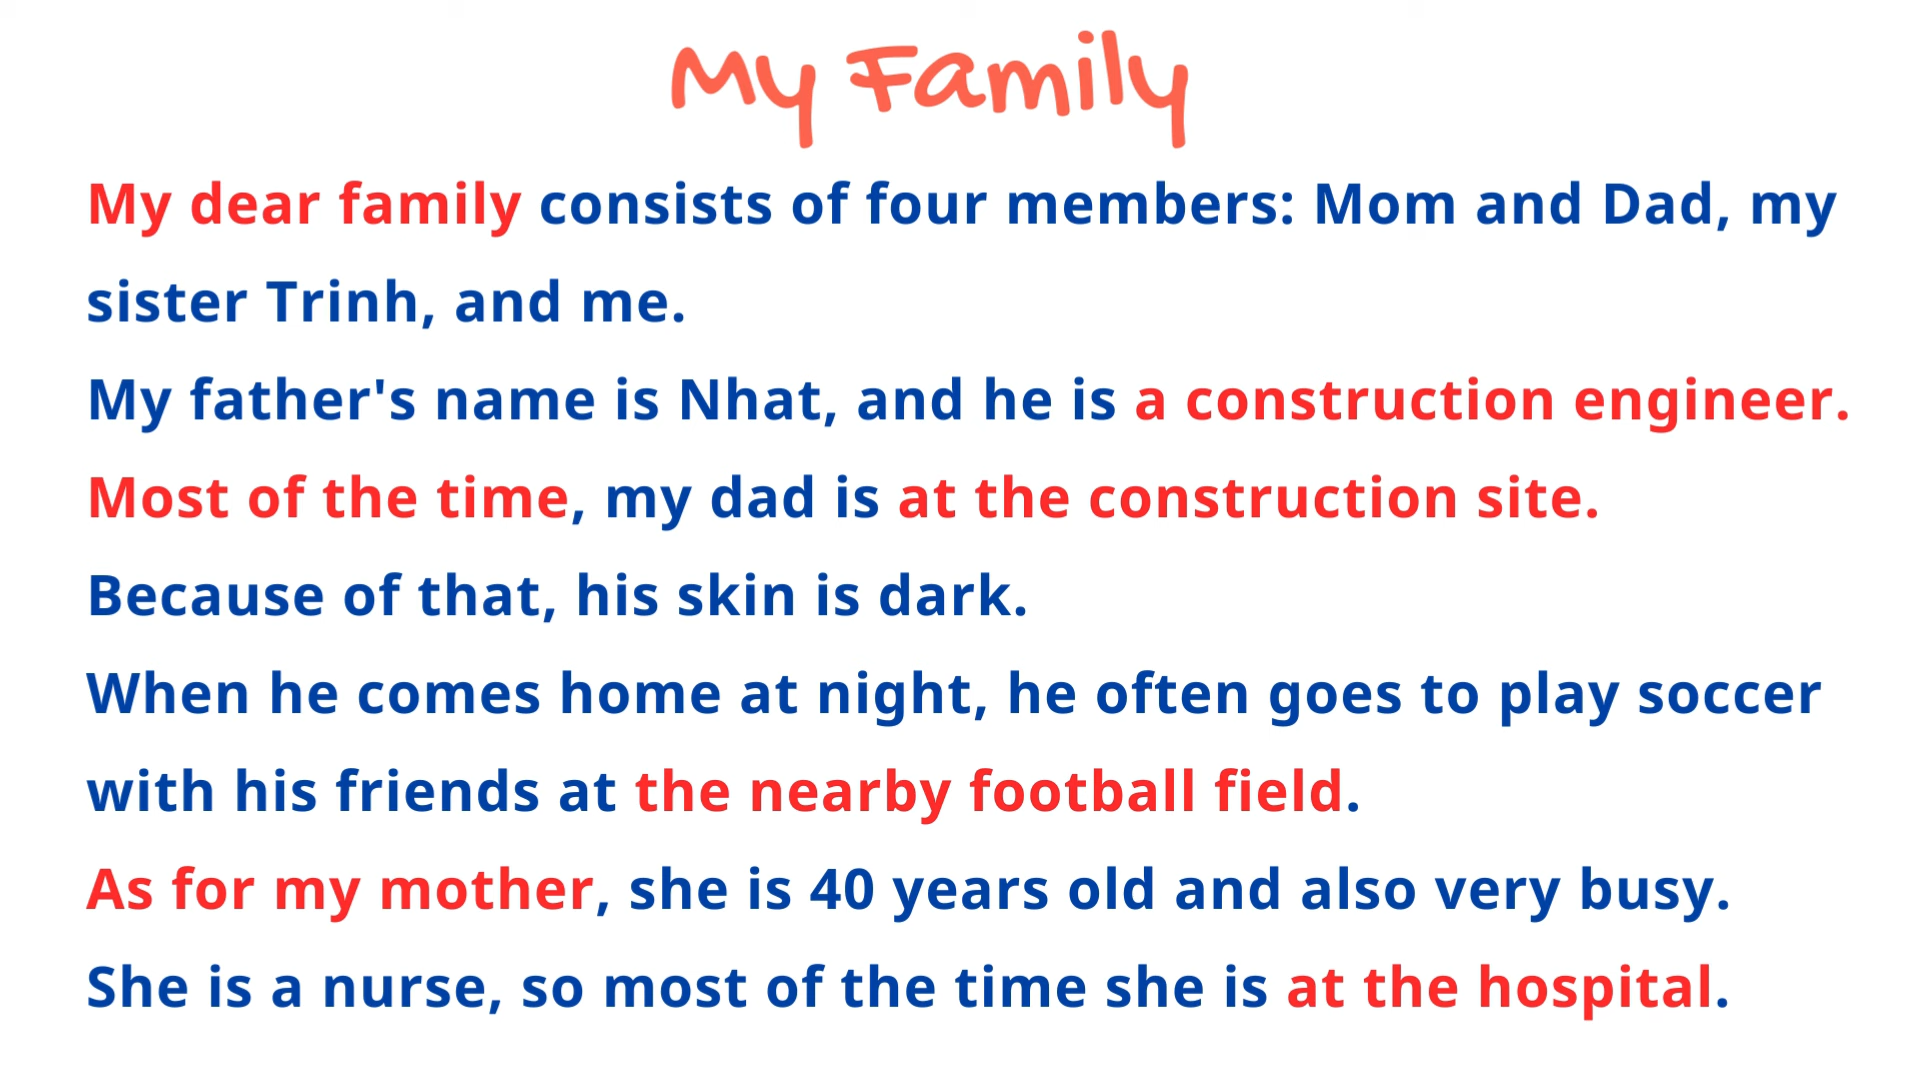 My Family
My dear family consists of four members: Mom and Dad, my
sister Trinh, and me.
My father's name is Nhat, and he is a construction engineer.
Most of the time, my dad is at the construction site.
Because of that, his skin is dark.
When he comes home at night, he often goes to play soccer
with his friends at the nearby football field.
As for my mother, she is 40 years old and also very busy.
She is a nurse, so most of the time she is at the hospital.